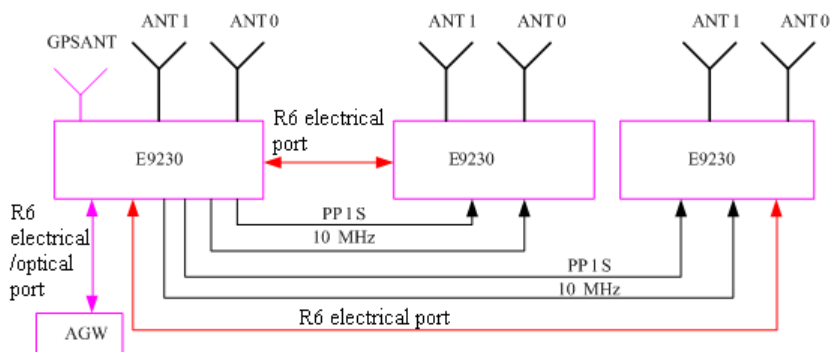 GPSANT
ANT 1
ANT 0
ANT 1
ANT 0
ANT 1
ANT 0
E9230
R6 electrical
port
E9230
E9230
R6
electrical
/optical
port
PP1S
10 MHz
PP1S
10 MHz
R6 electrical port
AGW